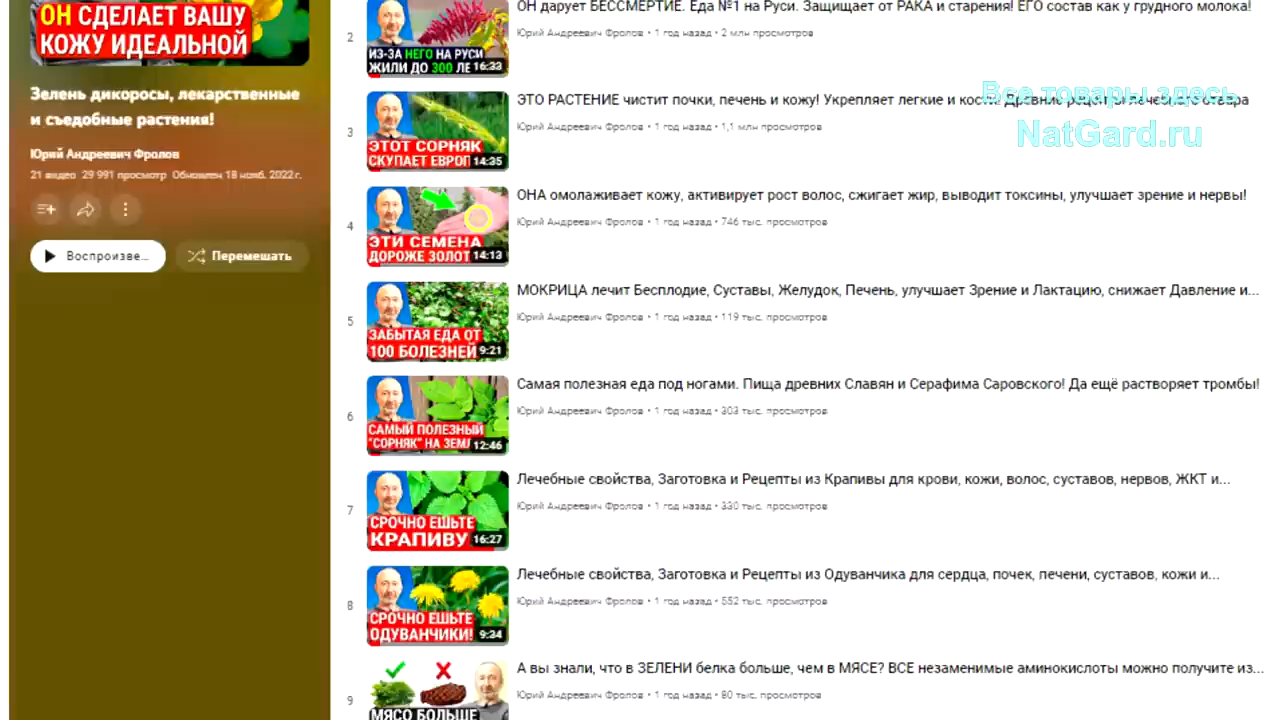 ОН СДЕЛАЕТ ВАШУ
КОЖУ ИДЕАЛЬНОЙ
Зелень дикоросы, лекарственные
и съедобные растения!
Юрий Андреевич Фролов
21 видео 29 991 просмотр Обновлен 18 нояб. 2022 г.
Воспроизве...
Перемешать
2
ИЗ-ЗА НЕГО НА РУСИ
ЖИЛИ ДО 300 ЛЕ
16:33
ОН дарует БЕССМЕРТИЕ. Еда №1 на Руси. Защищает от РАКА и старения! ЕГО состав как у грудного молока!
Юрий Андреевич Фролов • 1 год назад • 2 млн просмотров
3
ЭТОТ СОРНЯК
СКУПАЕТ ЕВРОП
14:35
ЭТО РАСТЕНИЕ чистит почки, печень и кожу! Укрепляет легкие и кости. Древние рецепты лечебного отвара
Юрий Андреевич Фролов • 1 год назад • 1,1 млн просмотров
Все товары здесь
NatGard.ru
4
ЭТИ СЕМЕНА
ДОРОЖЕ ЗОЛОТ
14:13
ОНА омолаживает кожу, активирует рост волос, сжигает жир, выводит токсины, улучшает зрение и нервы!
Юрий Андреевич Фролов • 1 год назад • 746 тыс. просмотров
5
ЗАБЫТАЯ ЕДА ОТ
100 БОЛЕЗНЕЙ
9:21
МОКРИЦА лечит Бесплодие, Суставы, Желудок, Печень, улучшает Зрение и Лактацию, снижает Давление и...
Юрий Андреевич Фролов • 1 год назад • 119 тыс. просмотров
6
САМЫЙ ПОЛЕЗНЫЙ
"СОРНЯК" НА ЗЕМЛ
12:46
Самая полезная еда под ногами. Пища древних Славян и Серафима Саровского! Да ещё растворяет тромбы!
Юрий Андреевич Фролов • 1 год назад • 303 тыс. просмотров
7
СРОЧНО ЕШЬТЕ
КРАПИВУ
16:27
Лечебные свойства, Заготовка и Рецепты из Крапивы для крови, кожи, волос, суставов, нервов, ЖКТ и...
Юрий Андреевич Фролов • 1 год назад • 330 тыс. просмотров
8
СРОЧНО ЕШЬТЕ
ОДУВАНЧИКИ!
9:34
Лечебные свойства, Заготовка и Рецепты из Одуванчика для сердца, почек, печени, суставов, кожи и...
Юрий Андреевич Фролов • 1 год назад • 552 тыс. просмотров
9
МЯСО БОЛЬШЕ
А вы знали, что в ЗЕЛЕНИ белка больше, чем в МЯСЕ? ВСЕ незаменимые аминокислоты можно получите из...
Юрий Андреевич Фролов • 1 год назад • 80 тыс. просмотров